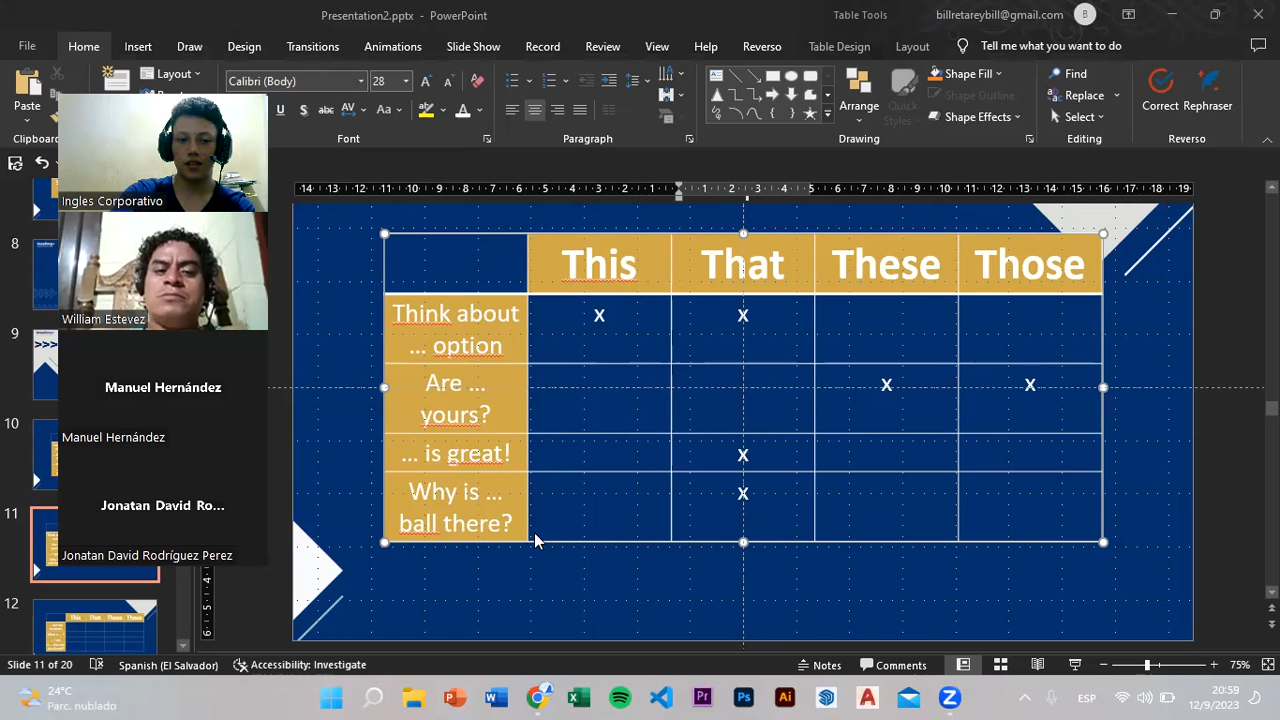 Presentation2.pptx - PowerPoint
Table Tools
billretareybill@gmail.com
B
File
Home
Insert
Draw
Design
Transitions
Animations
Slide Show
Record
Review
View
Help
Reverso
Table Design
Layout
Tell me what you want to do
Paste
Layout
Calibri (Body)
28
Arrange
Quick
Styles
Shape Fill
Shape Outline
Shape Effects
Find
Replace
Select
Correct
Rephraser
Clipboard
Font
Paragraph
Drawing
Editing
Reverso
Ingles Corporativo
William Estevez
Manuel Hernández
Manuel Hernández
Jonatan David Ro...
Jonatan David Rodríguez Perez
8
9
10
11
12
This That These Those
Think about x x
... option
Are ... x x
yours?
... is great! x
Why is ... x
ball there?
Slide 11 of 20
Spanish (El Salvador)
Accessibility: Investigate
Notes
Comments
75%
24°C
Parc. nublado
ESP
20:59
12/9/2023